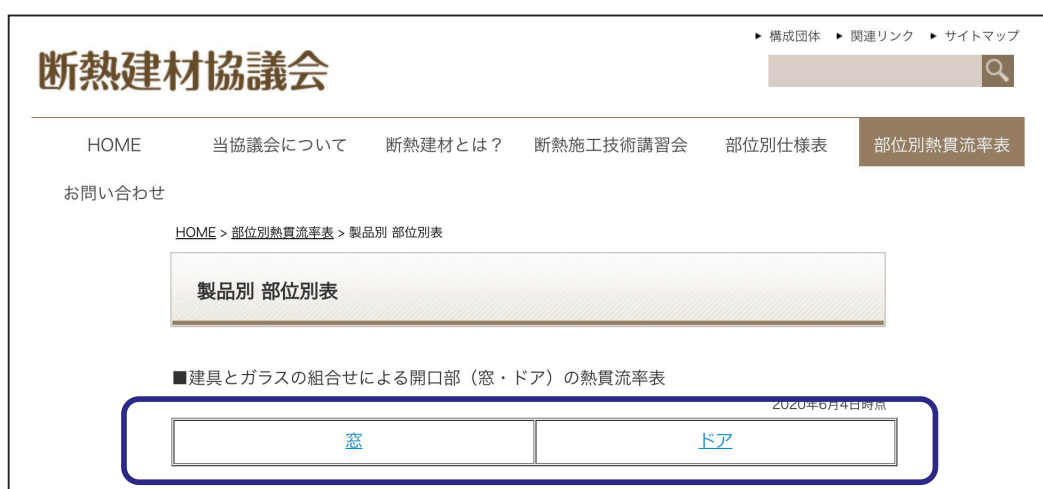 ▶ 構成団体 ▶ 関連リンク ▶ サイトマップ
断熱建材協議会
HOME 当協議会について 断熱建材とは？ 断熱施工技術講習会 部位別仕様表 部位別熱貫流率表
お問い合わせ
HOME > 部位別熱貫流率表 > 製品別 部位別表
製品別 部位別表
■建具とガラスの組合せによる開口部（窓・ドア）の熱貫流率表
2020年6月4日時点
窓 ドア